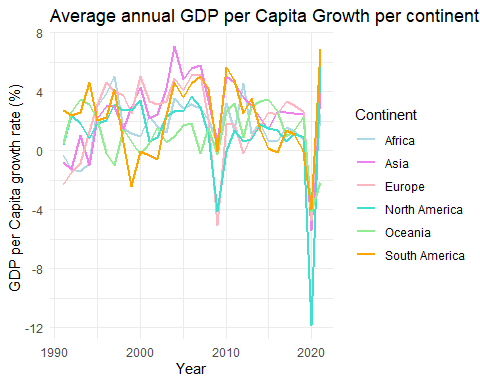 Average annual GDP per Capita Growth per continent
GDP per Capita growth rate (%)
8
4
0
-4
-8
-12
1990
2000
2010
2020
Year
Continent
Africa
Asia
Europe
North America
Oceania
South America